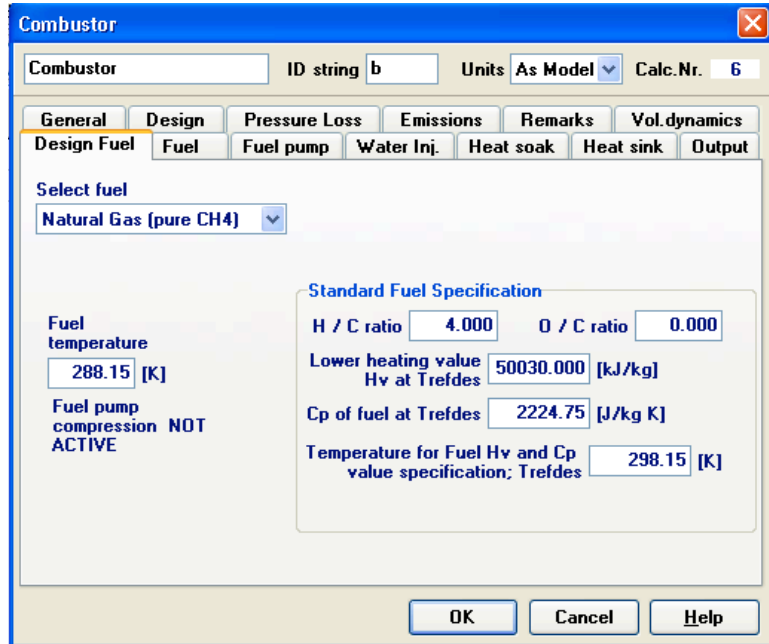 Combustor
Combustor ID string b Units As Model Calc.Nr. 6
General Design Pressure Loss Emissions Remarks Vol.dynamics
Design Fuel Fuel Fuel pump Water Inj. Heat soak Heat sink Output
Select fuel
Natural Gas (pure CH4)
Standard Fuel Specification
Fuel
temperature
288.15 [K]
Fuel pump
compression NOT
ACTIVE
H / C ratio 4.000 O / C ratio 0.000
Lower heating value
Hv at Trefdes 50030.000 [kJ/kg]
Cp of fuel at Trefdes 2224.75 [J/kg K]
Temperature for Fuel Hv and Cp
value specification; Trefdes 298.15 [K]
OK Cancel Help